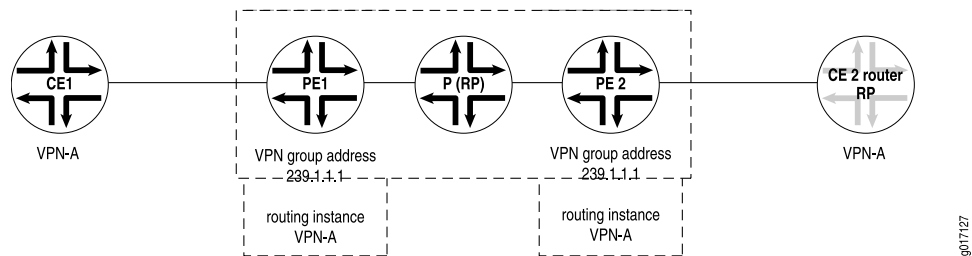 CE1
PE1
P (RP)
PE 2
CE 2 router
RP
VPN-A
VPN group address
239.1.1.1
VPN group address
239.1.1.1
VPN-A
routing instance
VPN-A
routing instance
VPN-A
g017127